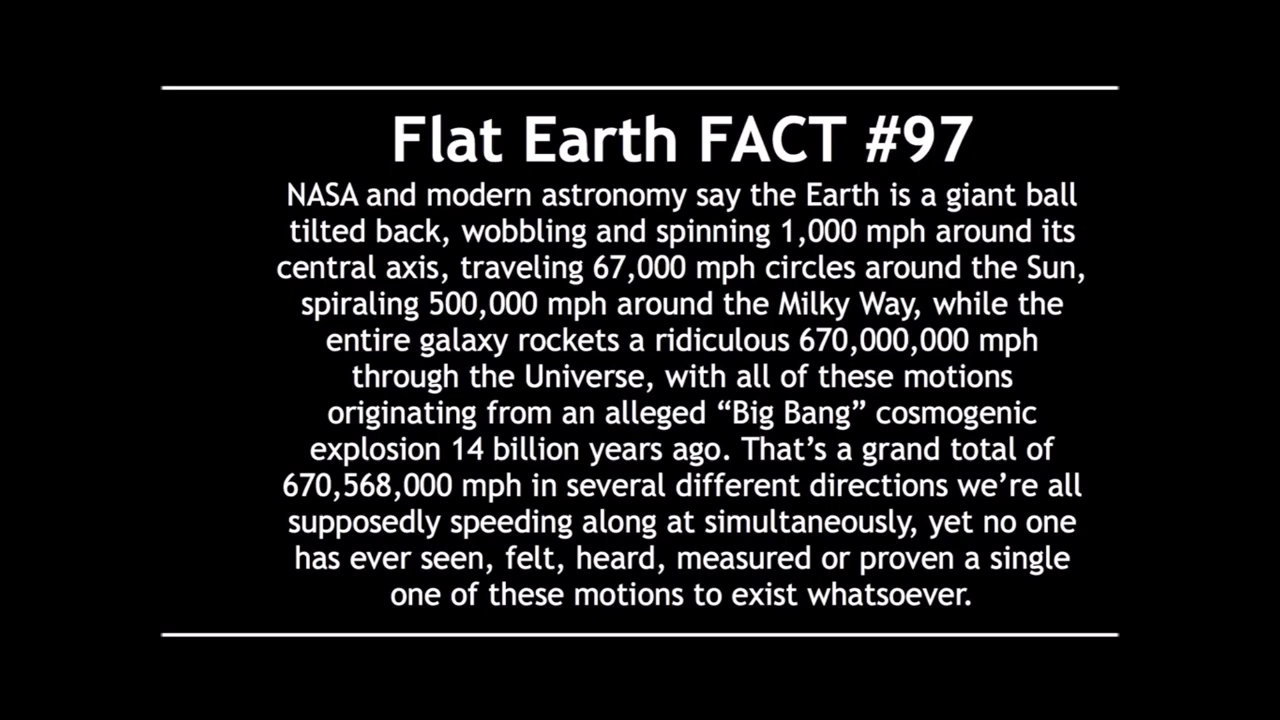 Flat Earth FACT #97
NASA and modern astronomy say the Earth is a giant ball
tilted back, wobbling and spinning 1,000 mph around its
central axis, traveling 67,000 mph circles around the Sun,
spiraling 500,000 mph around the Milky Way, while the
entire galaxy rockets a ridiculous 670,000,000 mph
through the Universe, with all of these motions
originating from an alleged “Big Bang” cosmogenic
explosion 14 billion years ago. That’s a grand total of
670,568,000 mph in several different directions we’re all
supposedly speeding along at simultaneously, yet no one
has ever seen, felt, heard, measured or proven a single
one of these motions to exist whatsoever.